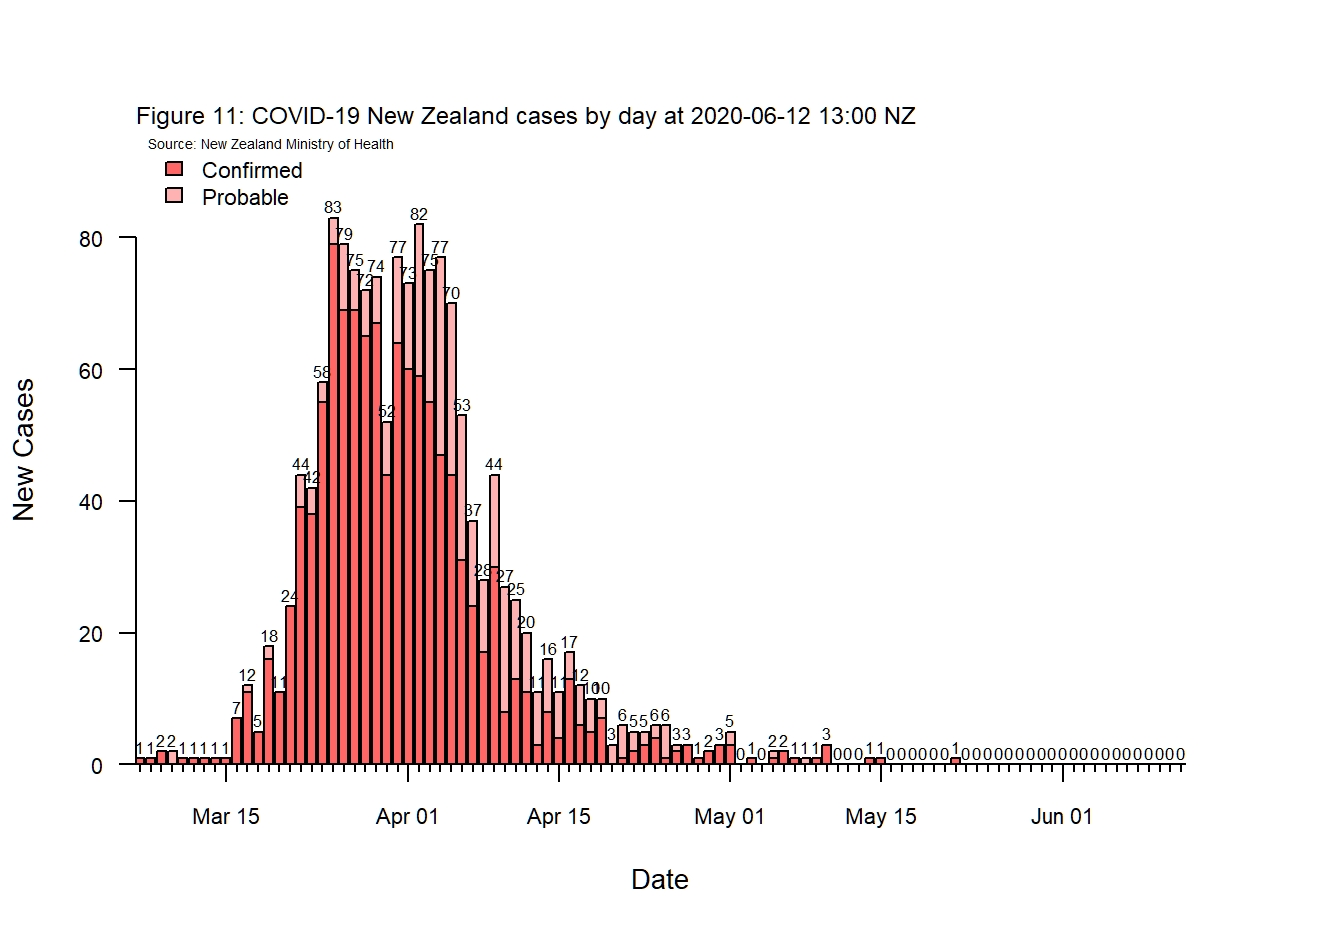 Figure 11: COVID-19 New Zealand cases by day at 2020-06-12 13:00 NZ
Source: New Zealand Ministry of Health
Confirmed
Probable
New Cases
80
60
40
20
0
1 1 2 2 1 1 1 1 1 7 12 5 18 11 24 44 42 58 83 79 75 72 74 52 77 73 82 75 77 70 53 37 28 44 27 25 20 11 16 11 17 12 10 10 3 6 5 5 6 6 3 3 1 2 3 5 0 1 0 2 2 1 1 1 3 0 0 0 1 1 0 0 0 0 0 0 1 0 0 0 0 0 0 0 0 0 0 0 0 0 0 0 0 0 0 0 0 0
Mar 15
Apr 01
Apr 15
May 01
May 15
Jun 01
Date